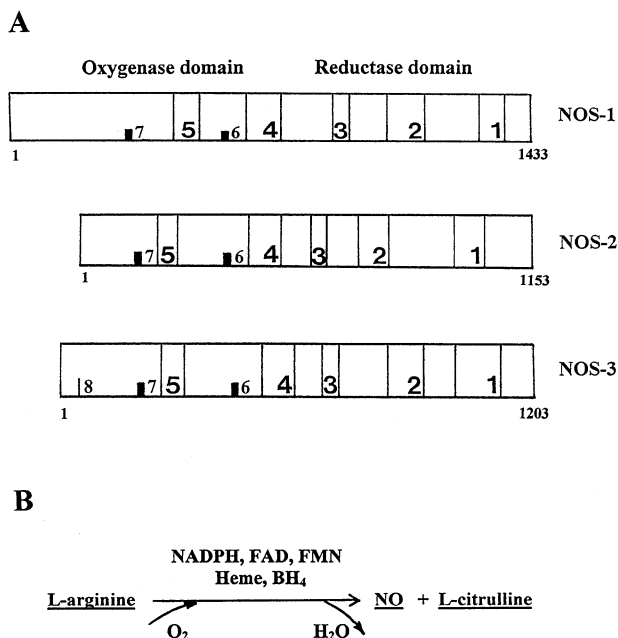 A
Oxygenase domain Reductase domain
7 5 6 4 3 2 1 NOS-1
1 1433
7 5 6 4 3 2 1 NOS-2
1 1153
8 7 5 6 4 3 2 1 NOS-3
1 1203
B
NADPH, FAD, FMN
Heme, BH₄
L-arginine NO + L-citrulline
O₂ H₂O